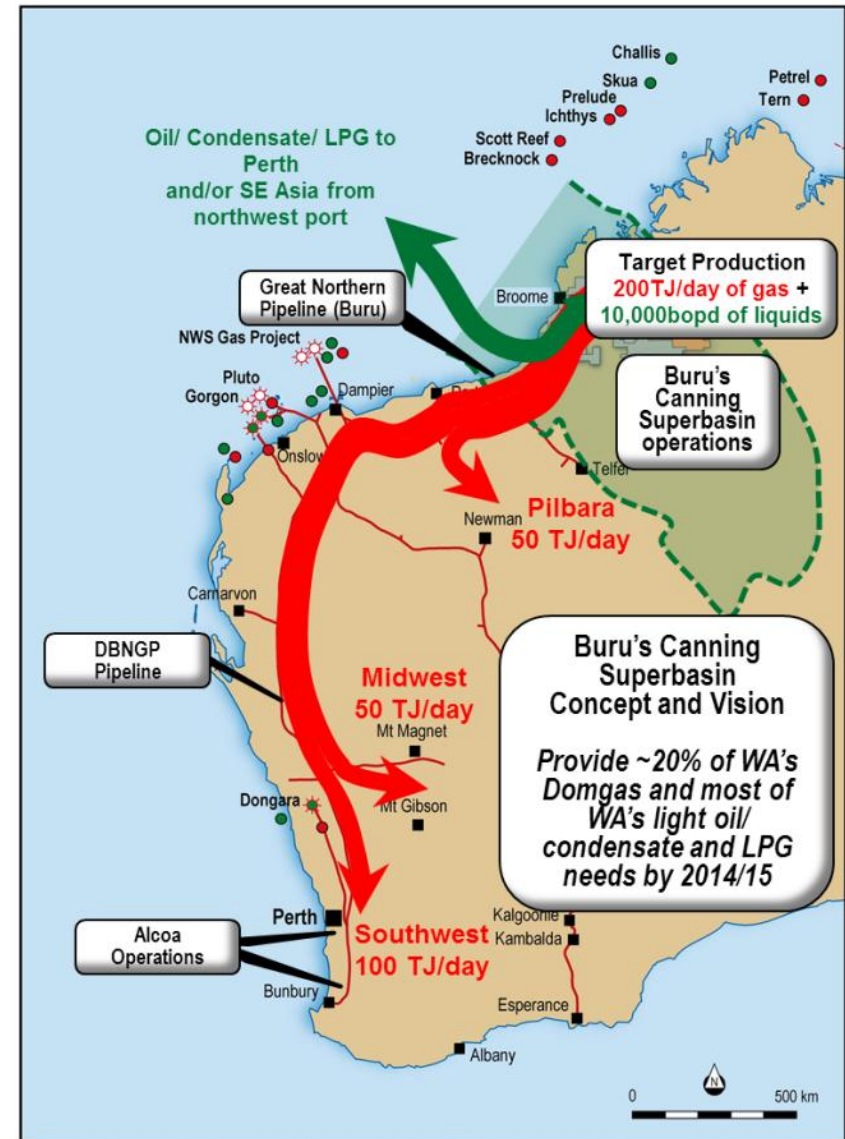 Challis
Skua
Petrel
Prelude
Tern
Ichthys
Scott Reef
Brecknock
Oil/ Condensate/ LPG to
Perth
and/or SE Asia from
northwest port
Great Northern
Pipeline (Buru)
Broome
Target Production
200TJ/day of gas +
10,000bopd of liquids
NWS Gas Project
Pluto
Gorgon
Dampier
Buru's
Canning
Superbasin
operations
Onslow
Telfer
Pilbara
50 TJ/day
Newman
Carnarvon
DBNGP
Pipeline
Midwest
50 TJ/day
Mt Magnet
Buru's Canning
Superbasin
Concept and Vision
Provide ~20% of WA's
Domgas and most of
WA's light oil/
condensate and LPG
needs by 2014/15
Dongara
Mt Gibson
Perth
Kalgoorlie
Kambalda
Alcoa
Operations
Southwest
100 TJ/day
Bunbury
Esperance
Albany
N
0 500 km